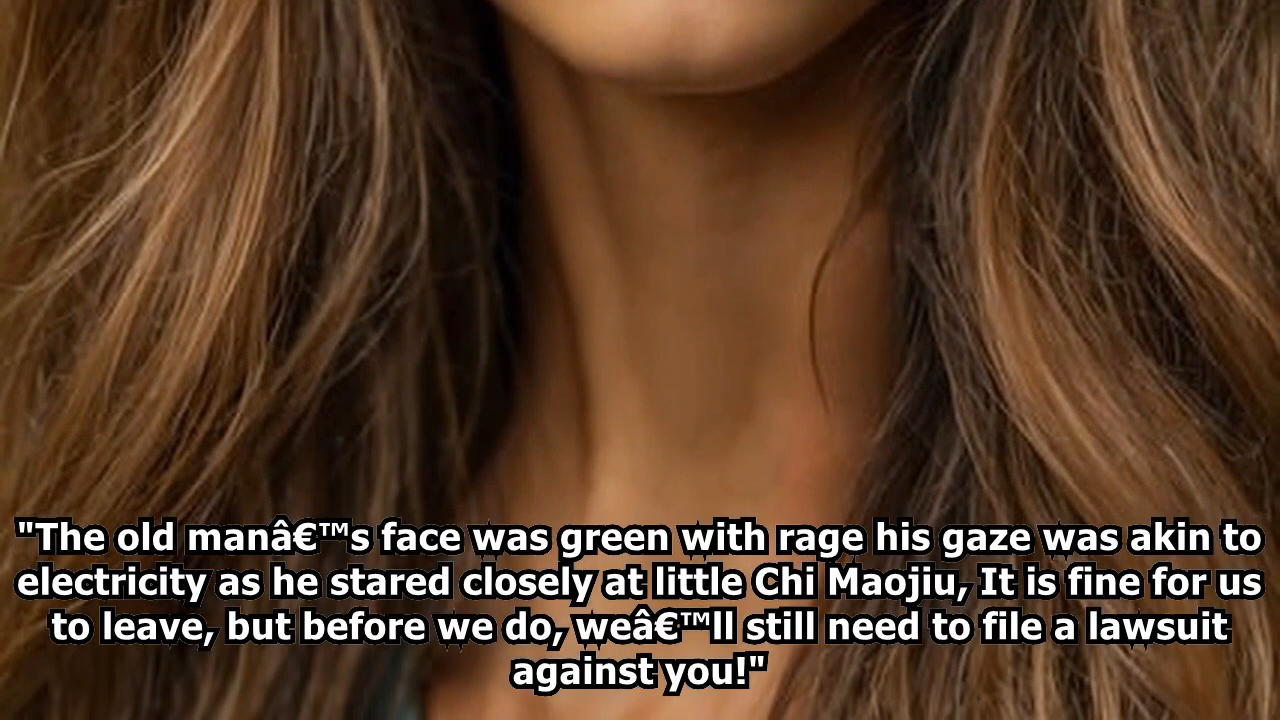 "The old manâ€™s face was green with rage his gaze was akin to
electricity as he stared closely at little Chi Maojiu, It is fine for us
to leave, but before we do, weâ€™ll still need to file a lawsuit
against you!"